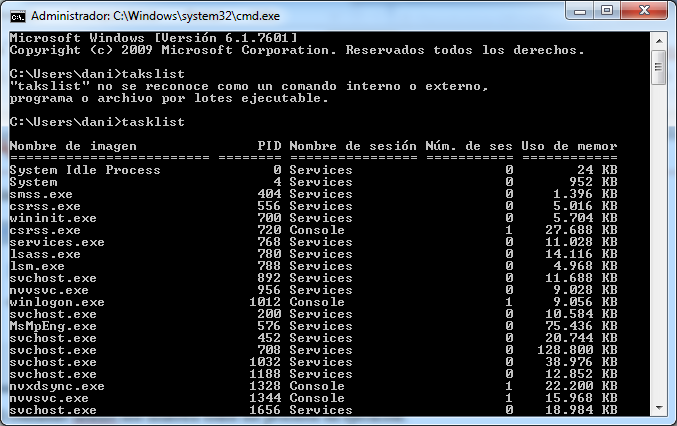 Administrador: C:\Windows\system32\cmd.exe
Microsoft Windows [Versión 6.1.7601]
Copyright (c) 2009 Microsoft Corporation. Reservados todos los derechos.
C:\Users\dani>takslist
"takslist" no se reconoce como un comando interno o externo,
programa o archivo por lotes ejecutable.
C:\Users\dani>tasklist
Nombre de imagen PID Nombre de sesión Núm. de ses Uso de memor
========================= ======== ================ =========== ============
System Idle Process 0 Services 0 24 KB
System 4 Services 0 952 KB
smss.exe 404 Services 0 1.396 KB
csrss.exe 556 Services 0 5.016 KB
wininit.exe 700 Services 0 5.704 KB
csrss.exe 720 Console 1 27.688 KB
services.exe 768 Services 0 11.028 KB
lsass.exe 780 Services 0 14.116 KB
lsm.exe 788 Services 0 4.968 KB
svchost.exe 892 Services 0 11.688 KB
nvvsvc.exe 956 Services 0 9.028 KB
winlogon.exe 1012 Console 1 9.056 KB
svchost.exe 200 Services 0 10.584 KB
MsMpEng.exe 576 Services 0 75.436 KB
svchost.exe 452 Services 0 20.744 KB
svchost.exe 708 Services 0 128.800 KB
svchost.exe 1032 Services 0 38.976 KB
svchost.exe 1188 Services 0 12.852 KB
nvxdsync.exe 1328 Console 1 22.200 KB
nvvsvc.exe 1344 Console 1 15.968 KB
svchost.exe 1656 Services 0 18.984 KB